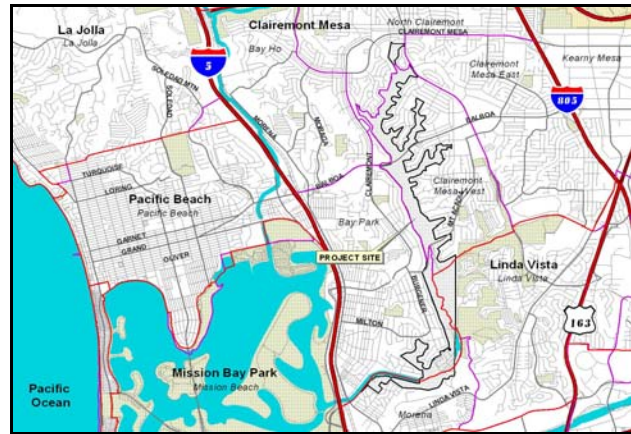 La Jolla
La Jolla
Clairemont Mesa
North Clairemont
CLAIREMONT MESA
Bay Ho
5
SOLEDAD MTN
SOLEDAD
Clairemont
Mesa East
Kearny Mesa
805
MORENA
MORAGA
BALBOA
TURQUOISE
LORING
BALBOA
CLAIREMONT
Clairemont
Mesa West
Pacific Beach
Pacific Beach
Bay Park
GARNET
GRAND
OLIVER
PROJECT SITE
Linda Vista
Linda Vista
BURGENER
MILTON
163
Mission Bay Park
Mission Beach
LINDA VISTA
Morena
Pacific
Ocean